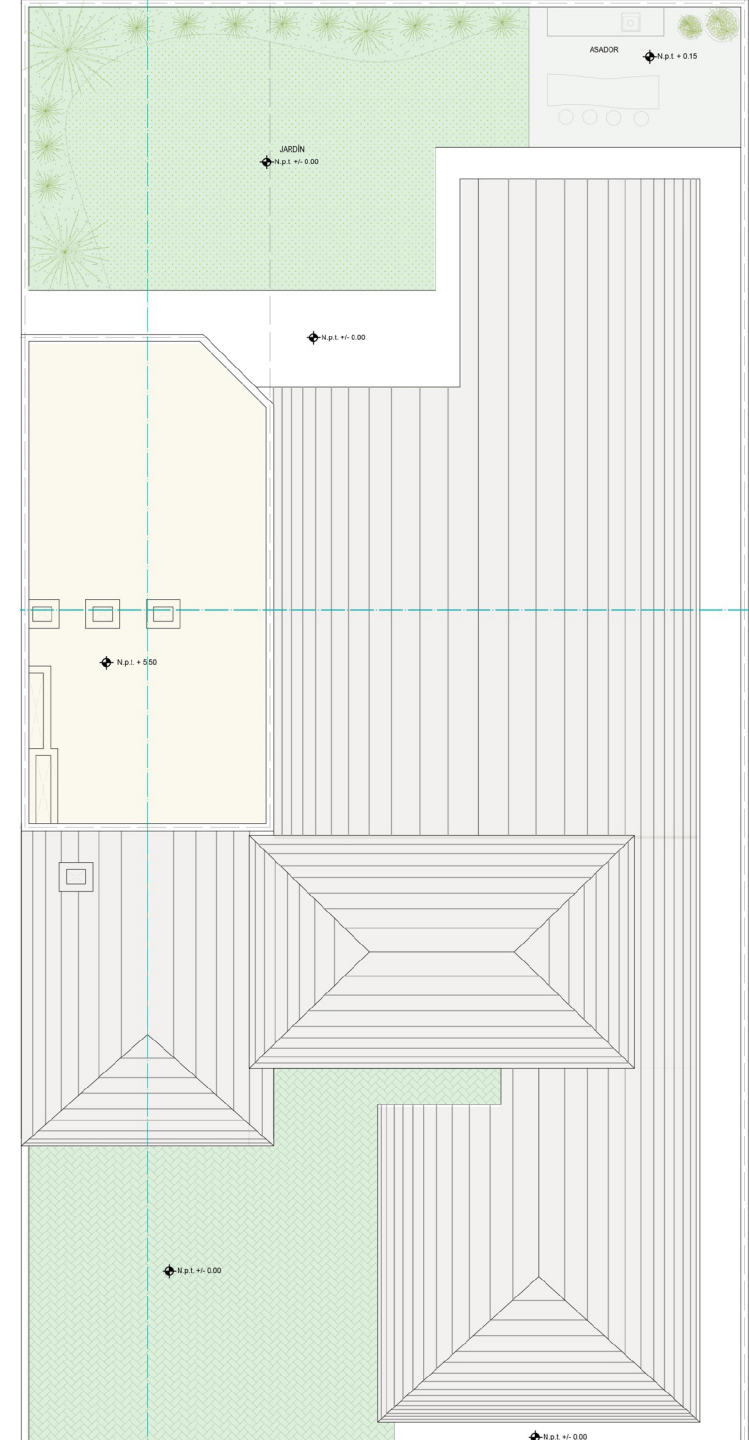 ASADOR
N.p.t. + 0.15
JARDÍN
N.p.t. +/- 0.00
N.p.t. +/- 0.00
N.p.t. + 5.50
N.p.t. +/- 0.00
N.p.t. +/- 0.00